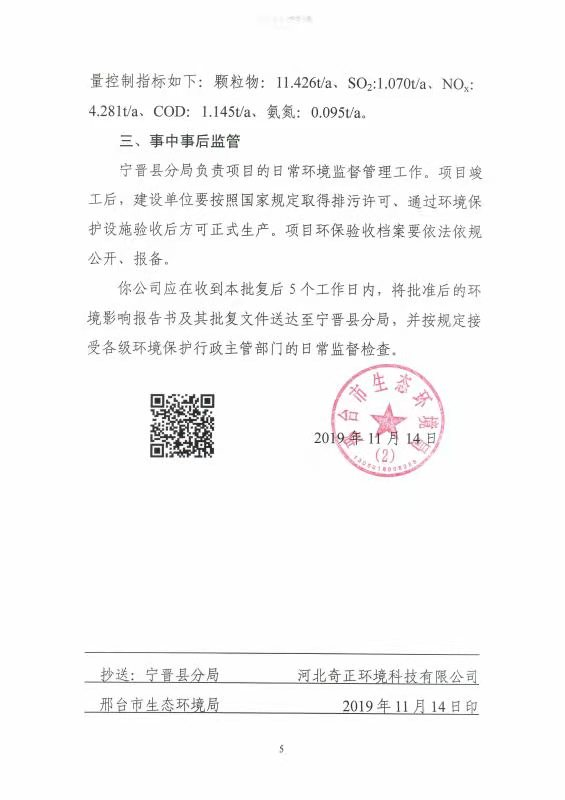 量控制指标如下：颗粒物：11.426t/a、SO₂:1.070t/a、NOₓ:
4.281t/a、COD：1.145t/a、氨氮：0.095t/a。
三、事中事后监管
宁晋县分局负责项目的日常环境监督管理工作。项目竣
工后，建设单位要按照国家规定取得排污许可、通过环境保
护设施验收后方可正式生产。项目环保验收档案要依法依规
公开、报备。
你公司应在收到本批复后 5 个工作日内，将批准后的环
境影响报告书及其批复文件送达至宁晋县分局，并按规定接
受各级环境保护行政主管部门的日常监督检查。
邢台市生态环境局
2019 年 11 月 14 日
(2)
抄送：宁晋县分局 河北奇正环境科技有限公司
邢台市生态环境局 2019 年 11 月 14 日印
5